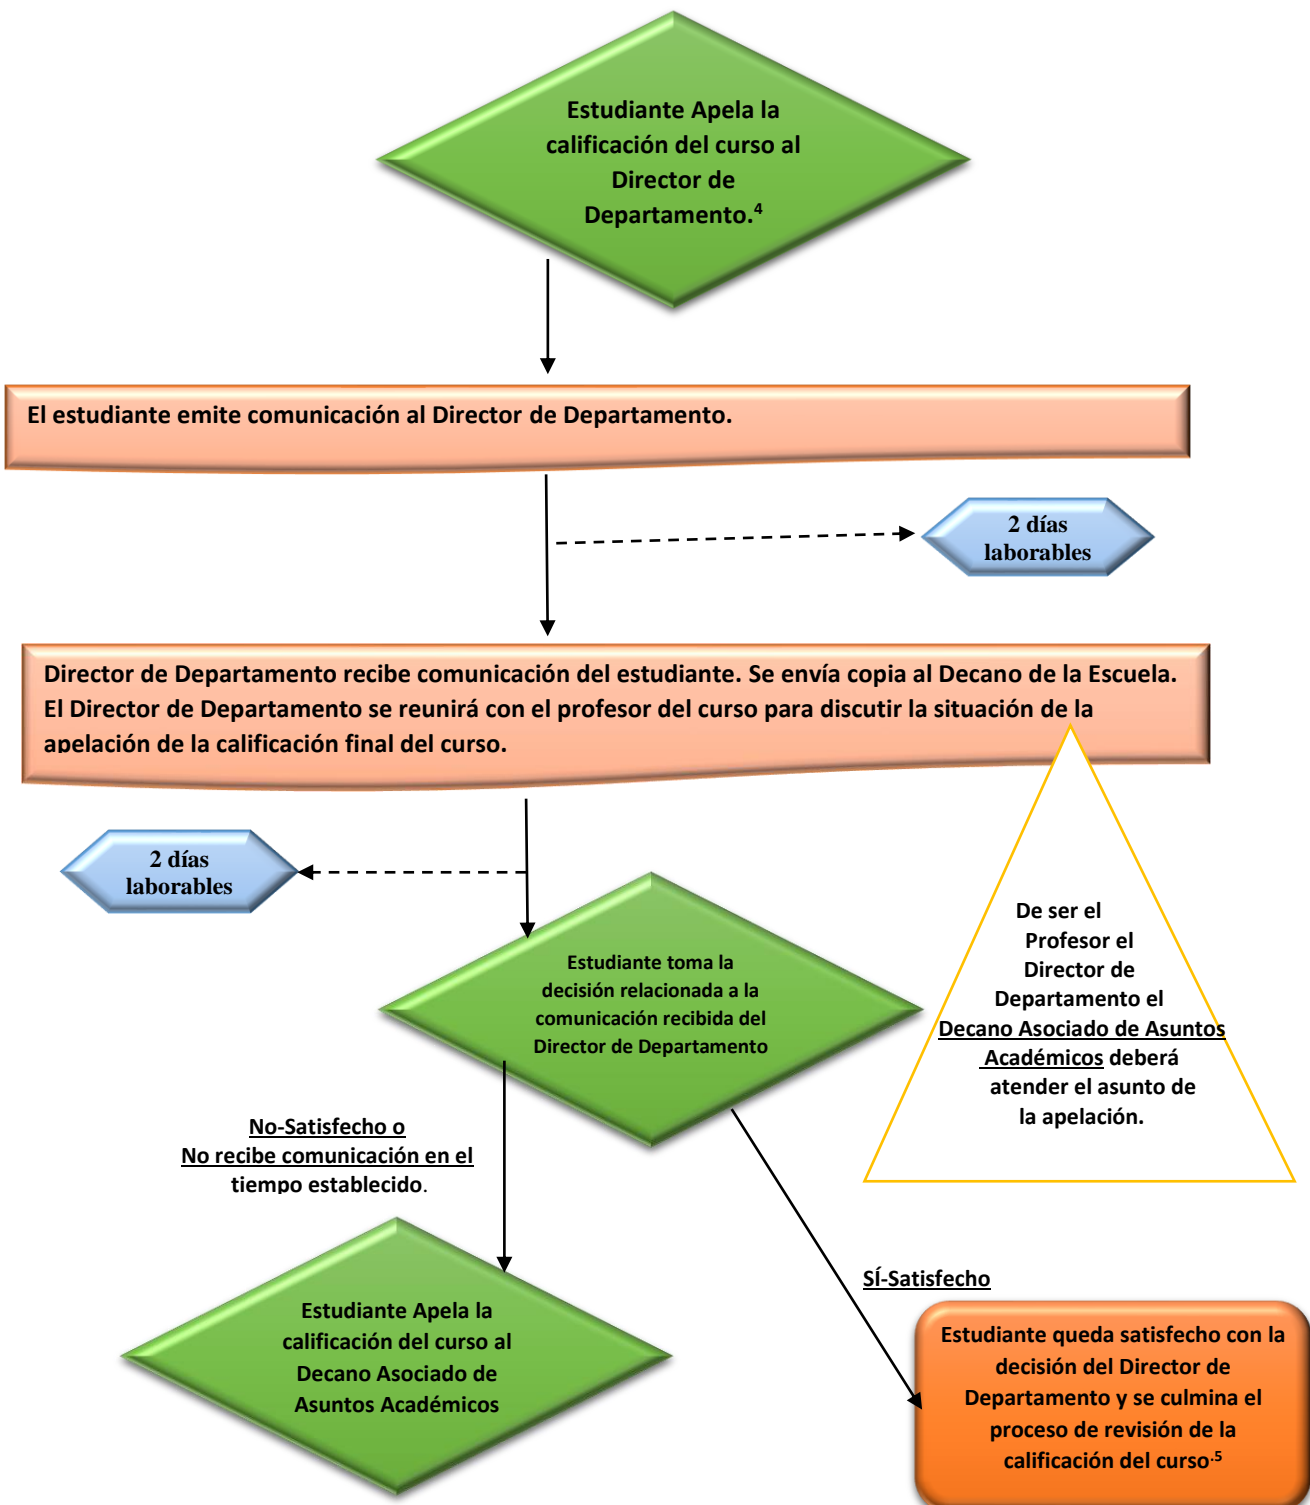 Estudiante Apela la
calificación del curso al
Director de
Departamento.4
El estudiante emite comunicación al Director de Departamento.
2 días
laborables
Director de Departamento recibe comunicación del estudiante. Se envía copia al Decano de la Escuela.
El Director de Departamento se reunirá con el profesor del curso para discutir la situación de la
apelación de la calificación final del curso.
2 días
laborables
Estudiante toma la
decisión relacionada a la
comunicación recibida del
Director de Departamento
De ser el
Profesor el
Director de
Departamento el
Decano Asociado de Asuntos
Académicos deberá
atender el asunto de
la apelación.
No-Satisfecho o
No recibe comunicación en el
tiempo establecido.
SÍ-Satisfecho
Estudiante Apela la
calificación del curso al
Decano Asociado de
Asuntos Académicos
Estudiante queda satisfecho con la
decisión del Director de
Departamento y se culmina el
proceso de revisión de la
calificación del curso.5